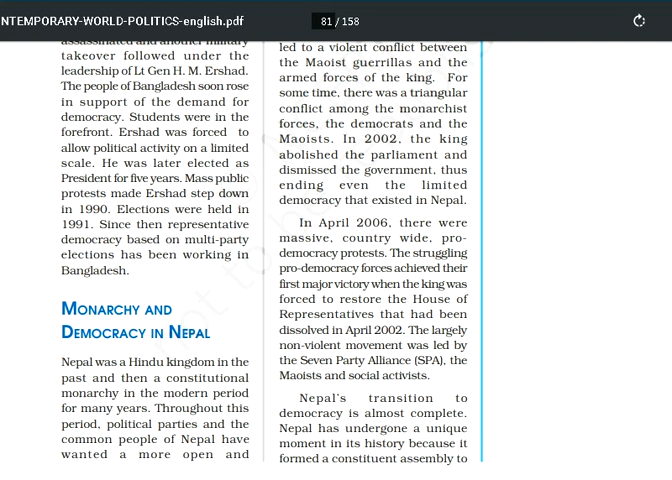 NTEMPORARY-WORLD-POLITICS-english.pdf
81 / 158
assassinated and another military
takeover followed under the
leadership of Lt Gen H. M. Ershad.
The people of Bangladesh soon rose
in support of the demand for
democracy. Students were in the
forefront. Ershad was forced to
allow political activity on a limited
scale. He was later elected as
President for five years. Mass public
protests made Ershad step down
in 1990. Elections were held in
1991. Since then representative
democracy based on multi-party
elections has been working in
Bangladesh.
MONARCHY AND
DEMOCRACY IN NEPAL
Nepal was a Hindu kingdom in the
past and then a constitutional
monarchy in the modern period
for many years. Throughout this
period, political parties and the
common people of Nepal have
wanted a more open and
led to a violent conflict between
the Maoist guerrillas and the
armed forces of the king. For
some time, there was a triangular
conflict among the monarchist
forces, the democrats and the
Maoists. In 2002, the king
abolished the parliament and
dismissed the government, thus
ending even the limited
democracy that existed in Nepal.
In April 2006, there were
massive, country wide, pro-
democracy protests. The struggling
pro-democracy forces achieved their
first major victory when the king was
forced to restore the House of
Representatives that had been
dissolved in April 2002. The largely
non-violent movement was led by
the Seven Party Alliance (SPA), the
Maoists and social activists.
Nepal's transition to
democracy is almost complete.
Nepal has undergone a unique
moment in its history because it
formed a constituent assembly to